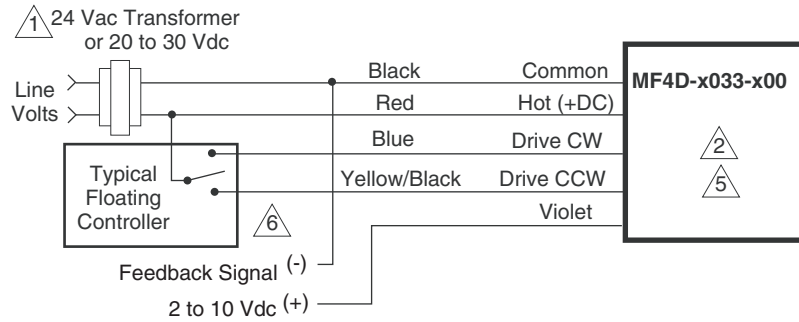 1
24 Vac Transformer
or 20 to 30 Vdc
Line
Volts
Black
Common
Red
Hot (+DC)
Blue
Drive CW
Yellow/Black
Drive CCW
Violet
MF4D-x033-x00
2
5
Typical
Floating
Controller
6
Feedback Signal (-)
2 to 10 Vdc (+)